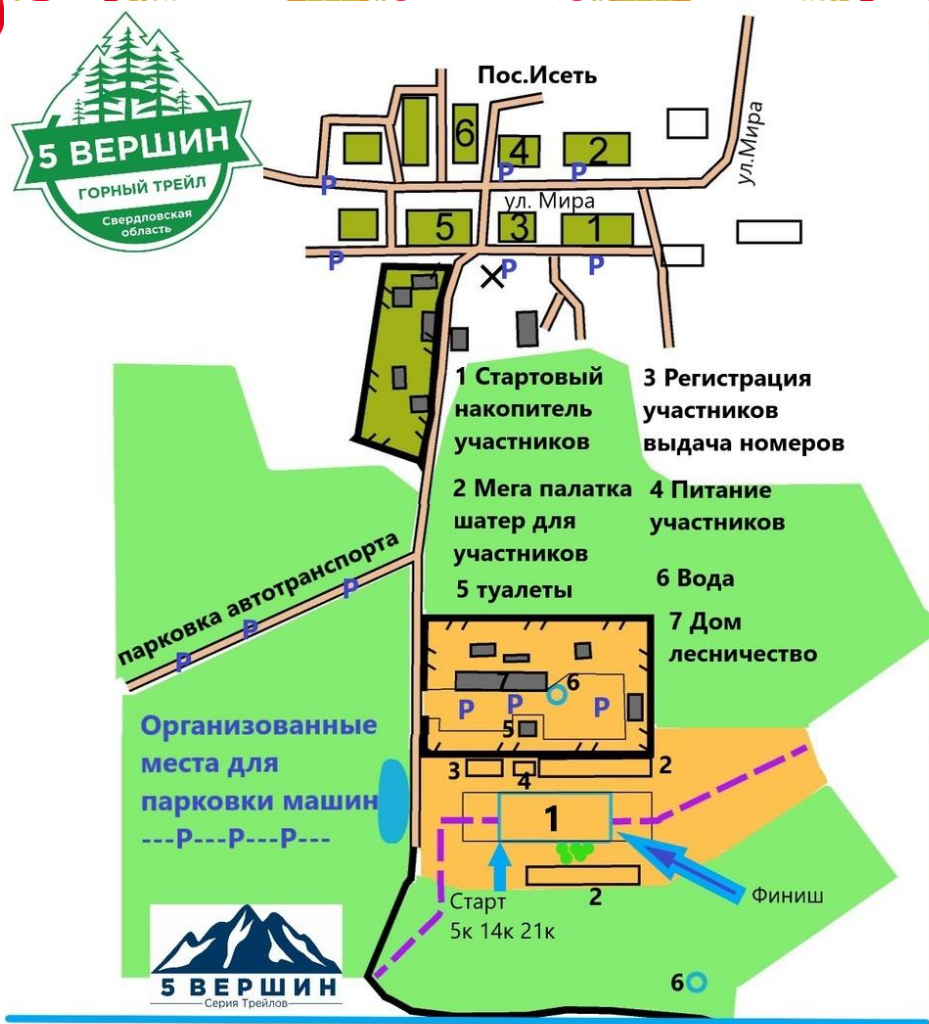 5 ВЕРШИН
ГОРНЫЙ ТРЕЙЛ
Свердловская
область
Пос.Исеть
6
4
2
P
P
P
ул.Мира
ул. Мира
5
3
1
P
P
P
1 Стартовый
накопитель
участников
3 Регистрация
участников
выдача номеров
2 Мега палатка
шатер для
участников
4 Питание
участников
5 туалеты
6 Вода
7 Дом
лесничество
парковка автотранспорта
P
P
P
7
6
P
P
P
5
Организованные
места для
парковки машин
---P---P---P---
3
4
2
1
2
Старт
5к 14к 21к
Финиш
6
5 ВЕРШИН
Серия Трейлов